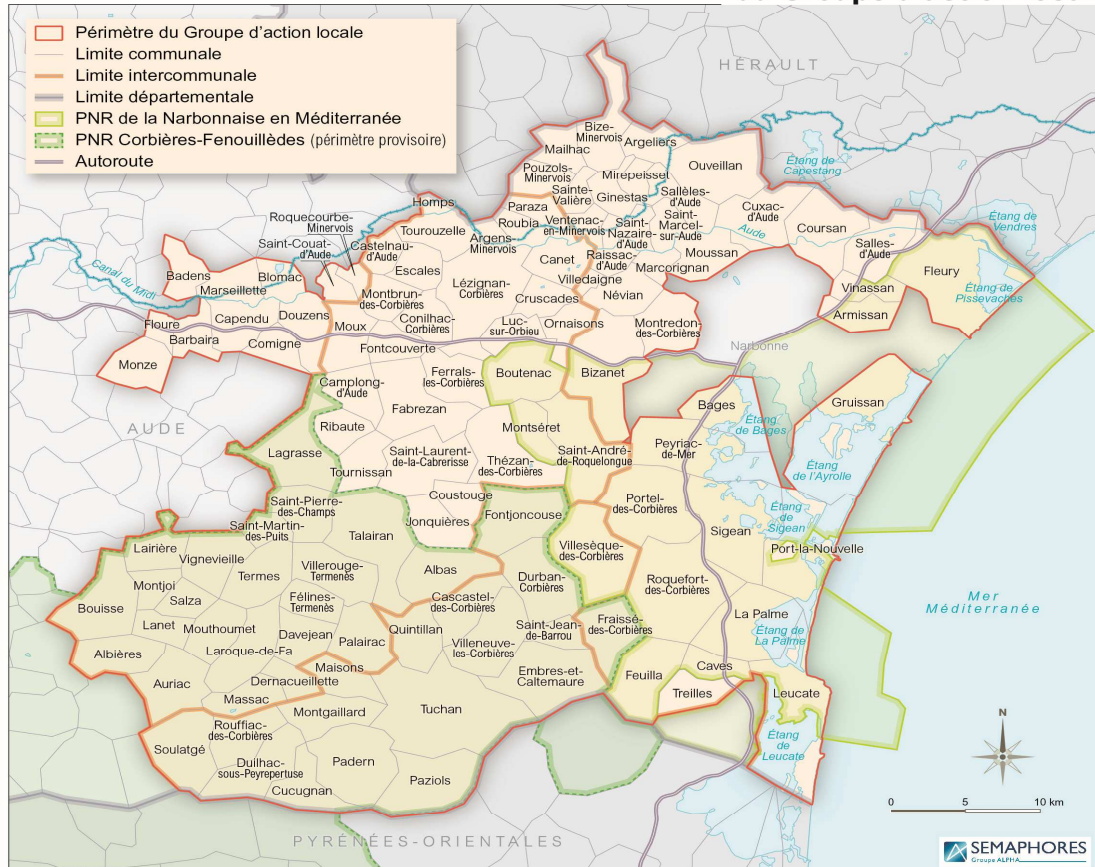 Périmètre du Groupe d'action locale
Limite communale
Limite intercommunale
Limite départementale
PNR de la Narbonnaise en Méditerranée
PNR Corbières-Fenouillèdes (périmètre provisoire)
Autoroute
HÉRAULT
Bize-
Minervois
Argeliers
Mailhac
Ouveillan
Étang de
Capestang
Pouzols-
Minervois
Mirepeisset
Sainte-
Valière
Ginestas
Sallèles-
d'Aude
Homps
Paraza
Cuxac-
d'Aude
Roquecourbe-
Minervois
Tourouzelle
Roubia
Ventenac-
en-Minervois
Saint-
Nazaire-
d'Aude
Saint-
Marcel-
sur-Aude
Aude
Coursan
Étang de
Vendres
Saint-Couat-
d'Aude
Castelnau-
d'Aude
Argens-
Minervois
Raissac-
d'Aude
Moussan
Salles-
d'Aude
Canal du Midi
Badens
Blomac
Marseillette
Escales
Canet
Marcorignan
Fleury
Montbrun-
des-Corbières
Lézignan-
Corbières
Villedaigne
Névian
Vinassan
Étang de
Pissevaches
Floure
Capendu
Douzens
Cruscades
Armissan
Barbaira
Comigne
Moux
Conilhac-
Corbières
Luc-
sur-Orbieu
Ornaisons
Montredon-
des-Corbières
Monze
Fontcouverte
Narbonne
Camplong-
d'Aude
Ferrals-
les-Corbières
Boutenac
Bizanet
AUDE
Fabrezan
Bages
Gruissan
Ribaute
Montséret
Étang
de Bages
Lagrasse
Saint-Laurent-
de-la-Cabrerisse
Saint-André-
de-Roquelongue
Peyriac-
de-Mer
Tournissan
Thézan-
des-Corbières
Étang
de l'Ayrolle
Saint-Pierre-
des-Champs
Coustouge
Portel-
des-Corbières
Étang
de
Sigean
Saint-Martin-
des-Puits
Jonquières
Fontjoncouse
Sigean
Lairière
Talairan
Villesèque-
des-Corbières
Port-la-Nouvelle
Vignevieille
Villerouge-
Termenès
Albas
Montjoi
Termes
Durban-
Corbières
Roquefort-
des-Corbières
Bouisse
Salza
Félines-
Termenès
Cascastel-
des-Corbières
Mer
Méditerranée
Lanet
Mouthoumet
Davejean
Palairac
Quintillan
Saint-Jean-
de-Barrou
Fraissé-
des-Corbières
La Palme
Albières
Laroque-de-Fa
Villeneuve-
les-Corbières
Étang de
La Palme
Maisons
Embres-et-
Caltemaure
Feuilla
Caves
Auriac
Dernacueillette
Treilles
Leucate
Massac
Montgaillard
Tuchan
Rouffiac-
des-Corbières
Étang
de
Leucate
Soulatgé
Duilhac-
sous-Peyrepertuse
Padern
Paziols
Cucugnan
N
0 5 10 km
PYRÉNÉES-ORIENTALES
SEMAPHORES
Groupe ALPHA